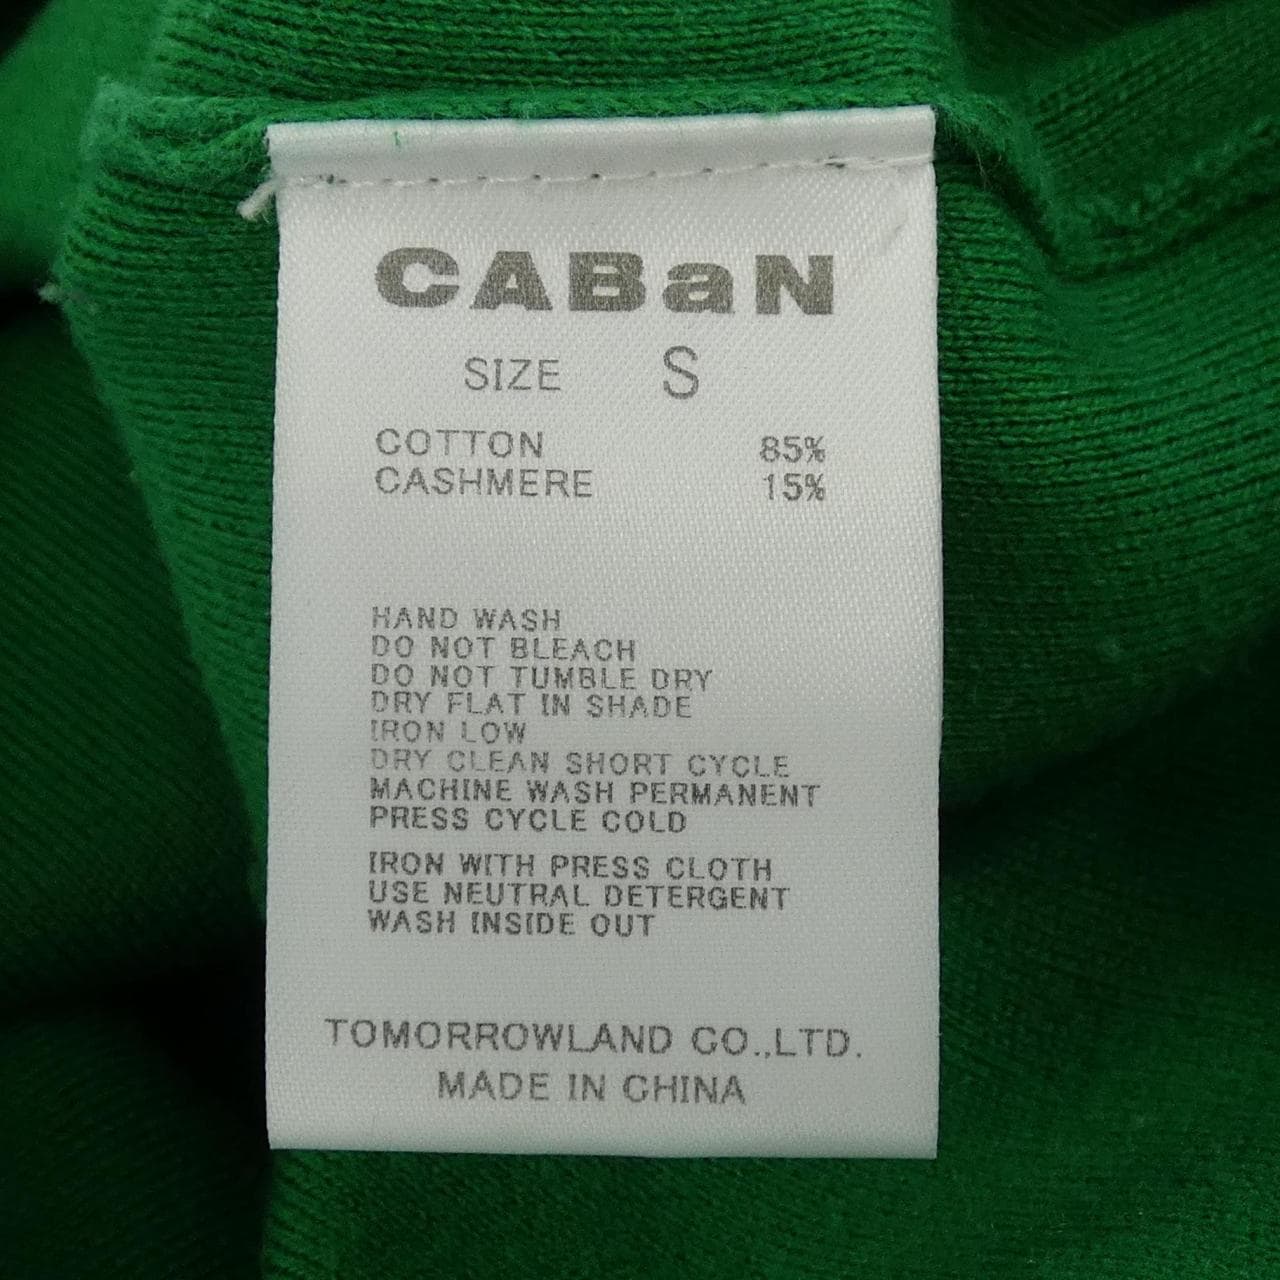 CABaN
SIZE S
COTTON 85%
CASHMERE 15%
HAND WASH
DO NOT BLEACH
DO NOT TUMBLE DRY
DRY FLAT IN SHADE
IRON LOW
DRY CLEAN SHORT CYCLE
MACHINE WASH PERMANENT
PRESS CYCLE COLD
IRON WITH PRESS CLOTH
USE NEUTRAL DETERGENT
WASH INSIDE OUT
TOMORROWLAND CO.,LTD.
MADE IN CHINA